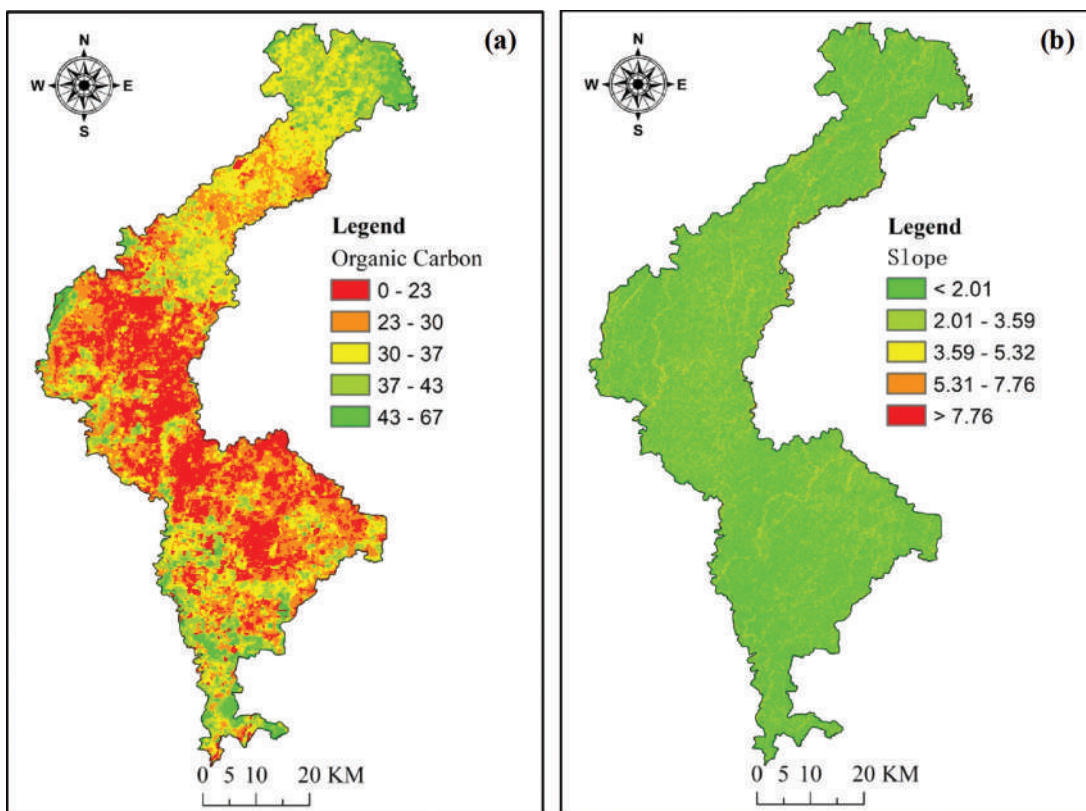 (a)
N
W E
S
Legend
Organic Carbon
0 - 23
23 - 30
30 - 37
37 - 43
43 - 67
0 5 10 20 KM
(b)
N
W E
S
Legend
Slope
< 2.01
2.01 - 3.59
3.59 - 5.32
5.31 - 7.76
> 7.76
0 5 10 20 KM